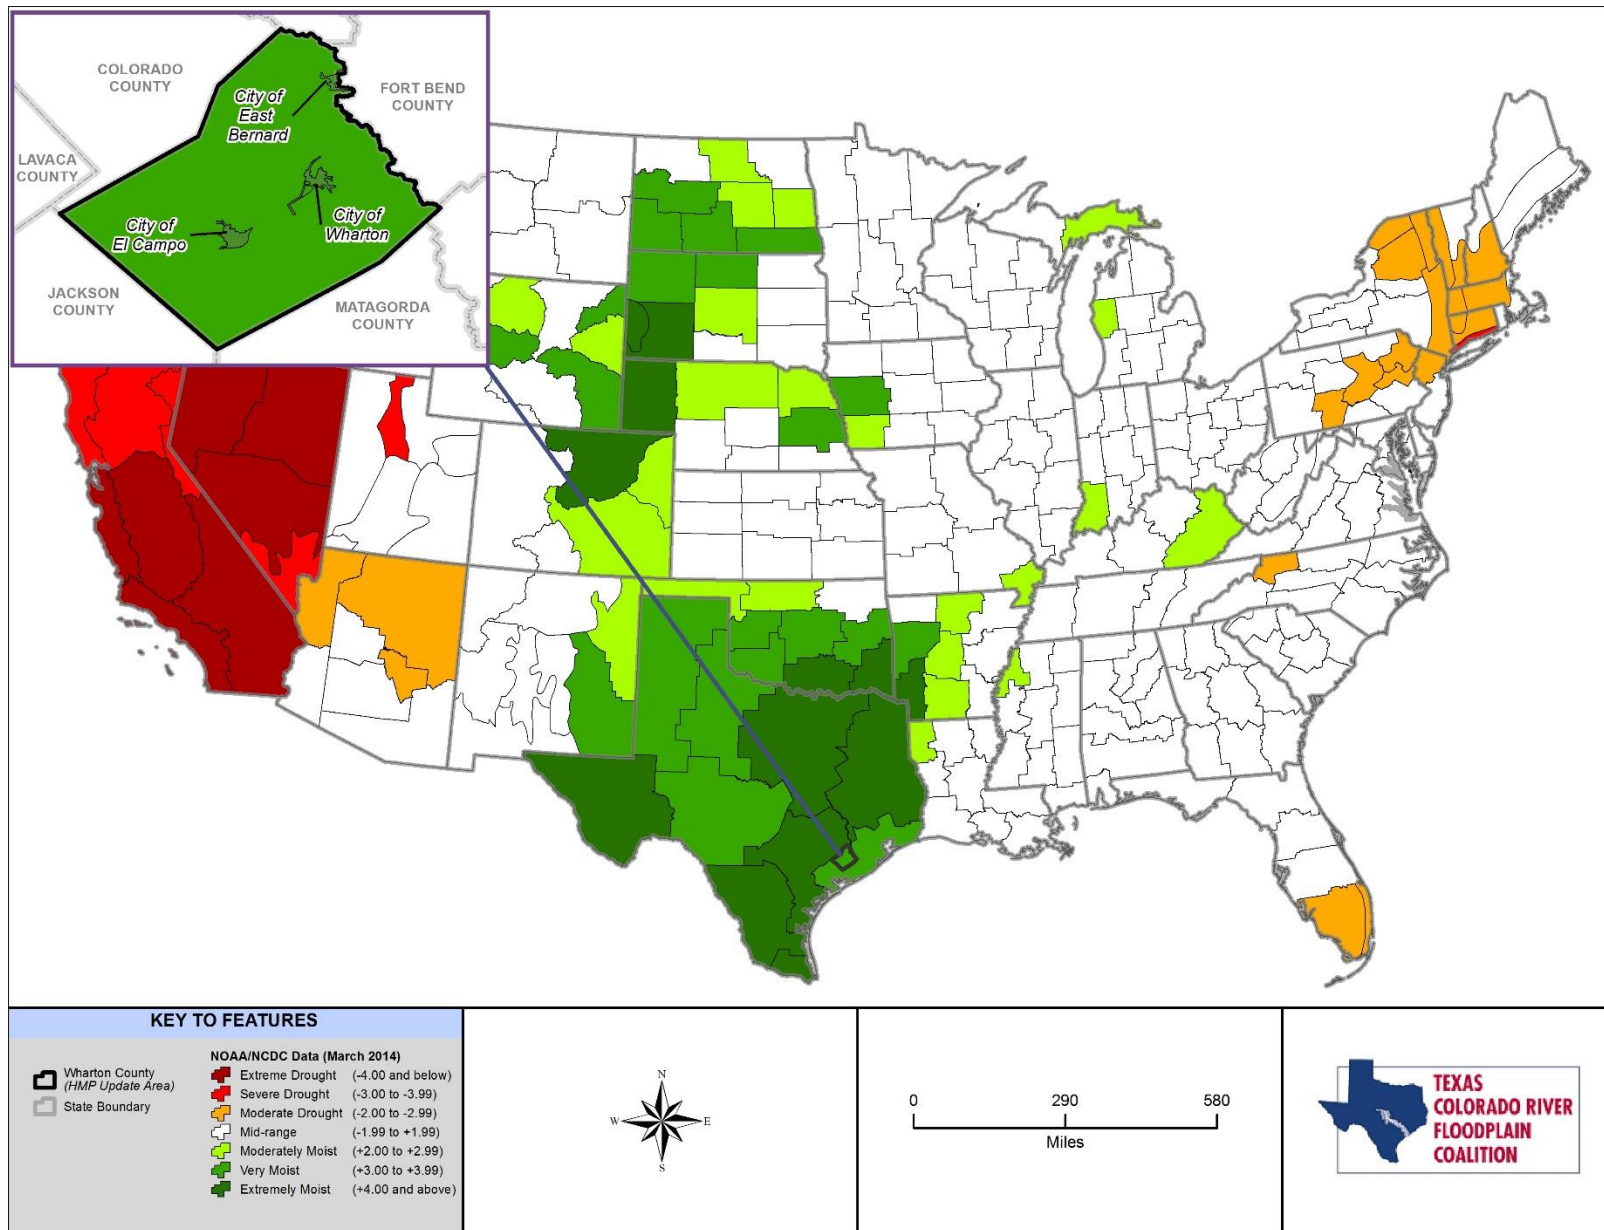 COLORADO
COUNTY
FORT BEND
COUNTY
City of
East
Bernard
LAVACA
COUNTY
City of
El Campo
City of
Wharton
JACKSON
COUNTY
MATAGORDA
COUNTY
KEY TO FEATURES
Wharton County
(HMP Update Area)
State Boundary
NOAA/NCDC Data (March 2014)
Extreme Drought (-4.00 and below)
Severe Drought (-3.00 to -3.99)
Moderate Drought (-2.00 to -2.99)
Mid-range (-1.99 to +1.99)
Moderately Moist (+2.00 to +2.99)
Very Moist (+3.00 to +3.99)
Extremely Moist (+4.00 and above)
N
W E
S
0 290 580
Miles
TEXAS
COLORADO RIVER
FLOODPLAIN
COALITION